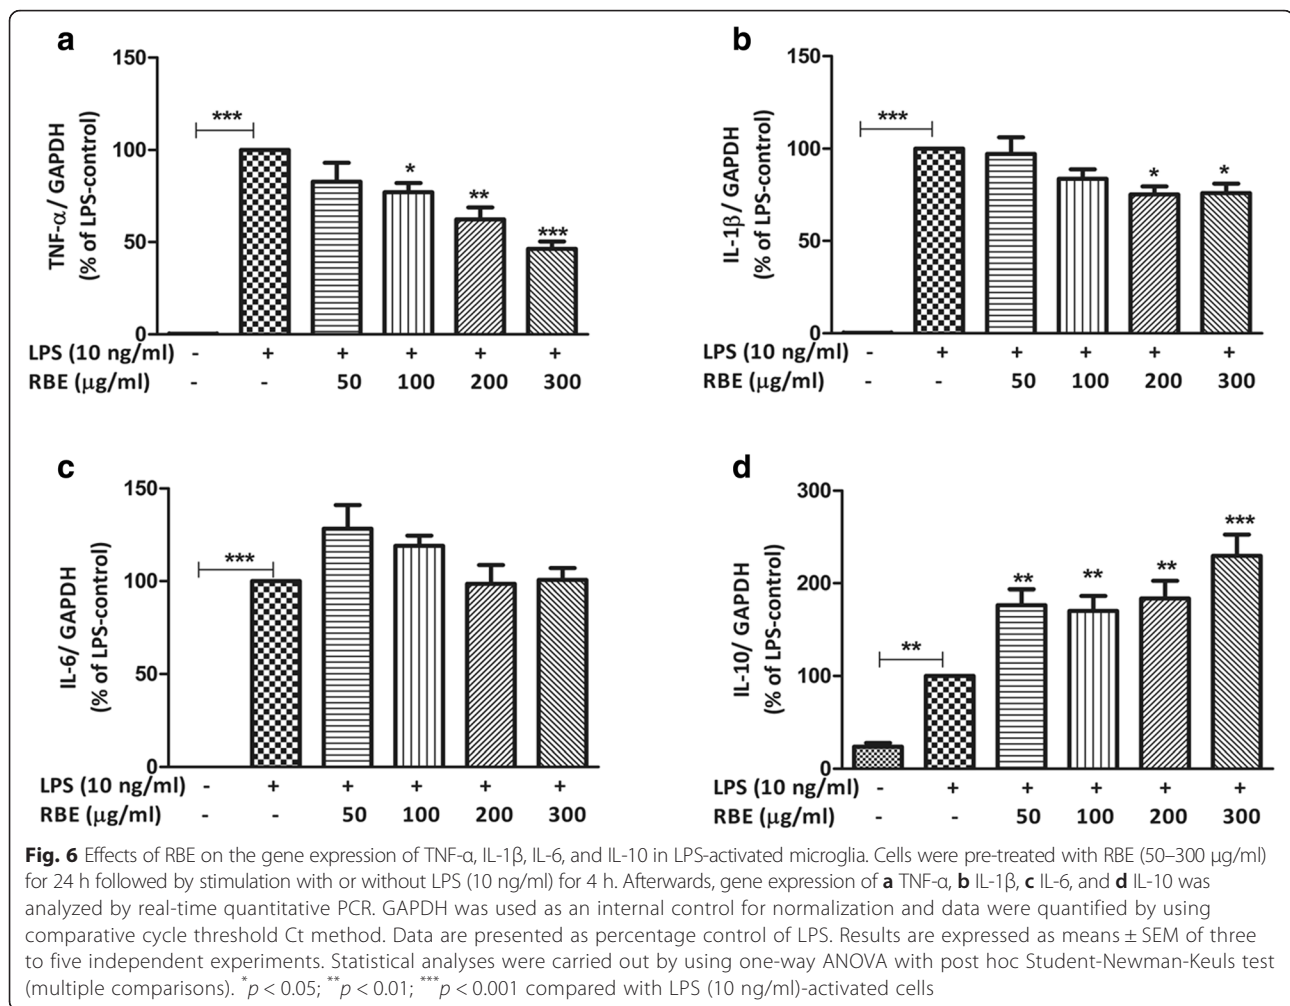 a
150
100
50
0
TNF-α/ GAPDH
(% of LPS-control)
***
*
**
***
LPS (10 ng/ml) - + + + + +
RBE (μg/ml) - - 50 100 200 300
b
150
100
50
0
IL-1β/ GAPDH
(% of LPS-control)
***
*
*
LPS (10 ng/ml) - + + + + +
RBE (μg/ml) - - 50 100 200 300
c
150
100
50
0
IL-6/ GAPDH
(% of LPS-control)
***
LPS (10 ng/ml) - + + + + +
RBE (μg/ml) - - 50 100 200 300
d
300
200
100
0
IL-10/ GAPDH
(% of LPS-control)
**
**
**
**
***
LPS (10 ng/ml) - + + + + +
RBE (μg/ml) - - 50 100 200 300
Fig. 6 Effects of RBE on the gene expression of TNF-α, IL-1β, IL-6, and IL-10 in LPS-activated microglia. Cells were pre-treated with RBE (50–300 μg/ml)
for 24 h followed by stimulation with or without LPS (10 ng/ml) for 4 h. Afterwards, gene expression of a TNF-α, b IL-1β, c IL-6, and d IL-10 was
analyzed by real-time quantitative PCR. GAPDH was used as an internal control for normalization and data were quantified by using
comparative cycle threshold Ct method. Data are presented as percentage control of LPS. Results are expressed as means ± SEM of three
to five independent experiments. Statistical analyses were carried out by using one-way ANOVA with post hoc Student-Newman-Keuls test
(multiple comparisons). *p < 0.05; **p < 0.01; ***p < 0.001 compared with LPS (10 ng/ml)-activated cells